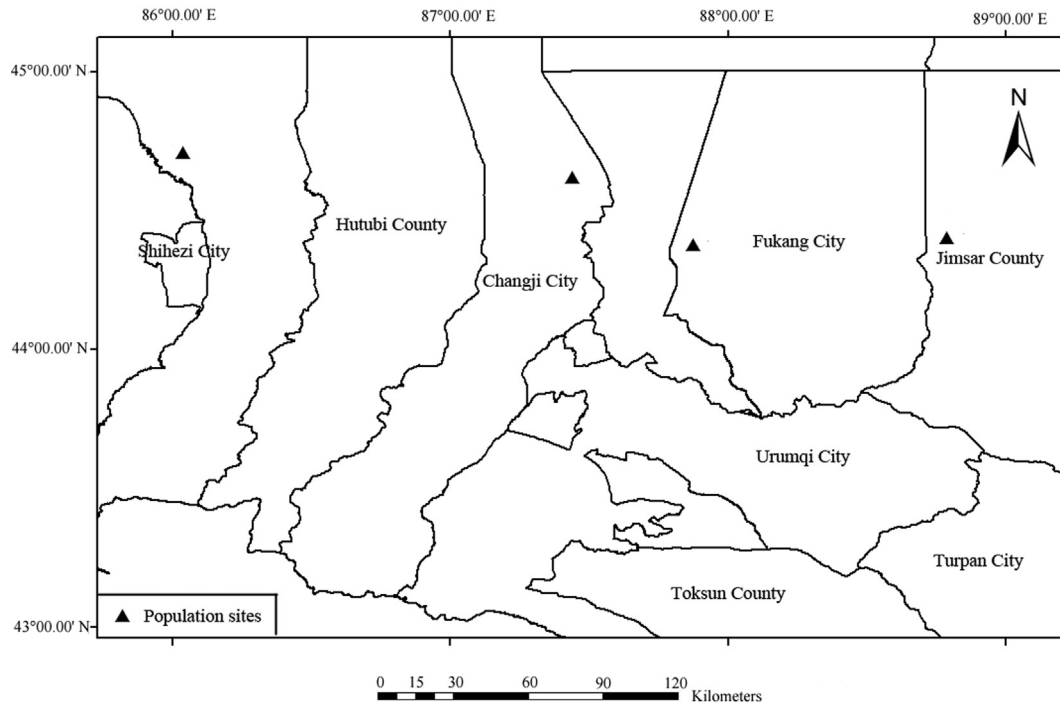 86°00.00' E
87°00.00' E
88°00.00' E
89°00.00' E
45°00.00' N
N
Hutubi County
Shihezi City
Fukang City
Jimsar County
Changji City
44°00.00' N
Urumqi City
Turpan City
Toksun County
Population sites
43°00.00' N
0 15 30 60 90 120
Kilometers